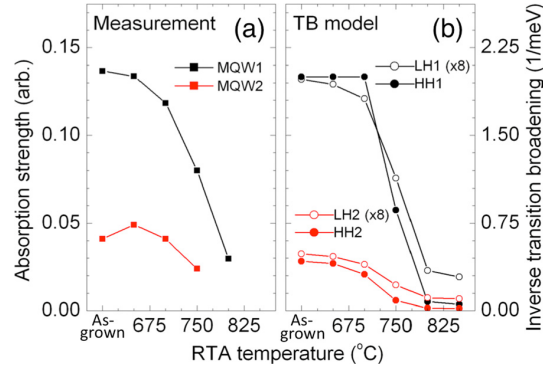 Measurement (a)
TB model (b)
MQW1
MQW2
LH1 (x8)
HH1
LH2 (x8)
HH2
Absorption strength (arb.)
0.15
0.10
0.05
0.00
Inverse transition broadening (1/meV)
2.25
1.50
0.75
0.00
As-
grown
675
750
825
As-
grown
675
750
825
RTA temperature (°C)